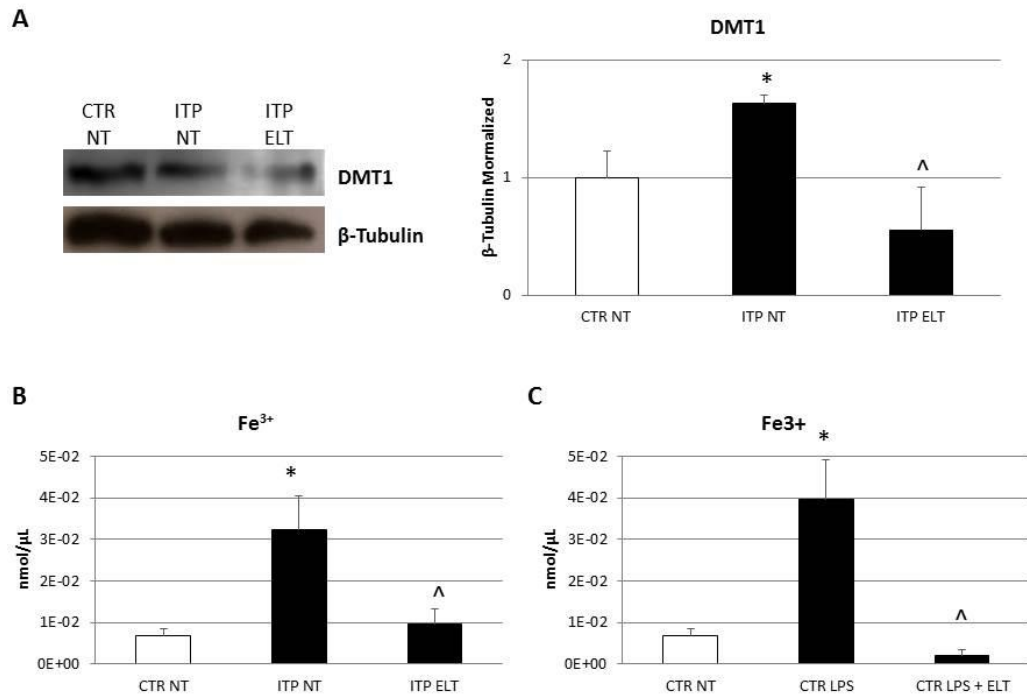 A
CTR ITP ITP
NT NT ELT
DMT1
β-Tubulin
DMT1
β-Tubulin Mormalized
2
*
1
^
0
CTR NT ITP NT ITP ELT
B
Fe³⁺
nmol/µL
5E-02
*
4E-02
3E-02
2E-02
^
1E-02
0E+00
CTR NT ITP NT ITP ELT
C
Fe3+
*
nmol/µL
5E-02
4E-02
3E-02
2E-02
^
1E-02
0E+00
CTR NT CTR LPS CTR LPS + ELT